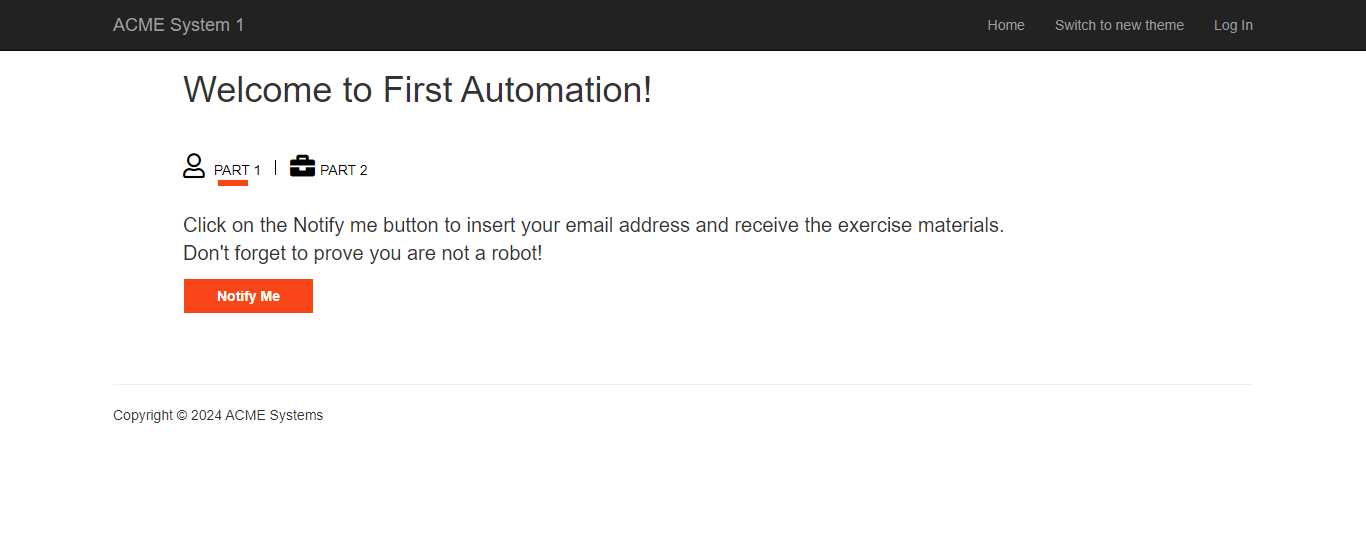 ACME System 1
Home Switch to new theme Log In
Welcome to First Automation!
PART 1 | PART 2
Click on the Notify me button to insert your email address and receive the exercise materials.
Don't forget to prove you are not a robot!
Notify Me
Copyright © 2024 ACME Systems